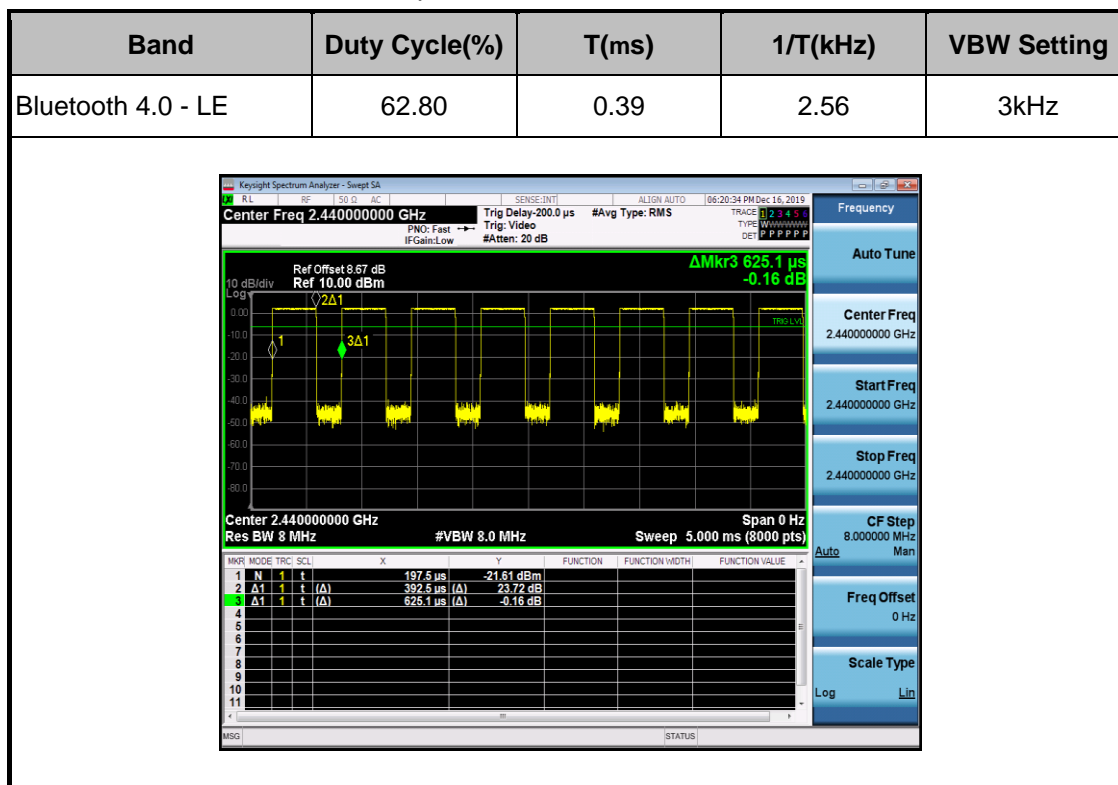 Band Duty Cycle(%) T(ms) 1/T(kHz) VBW Setting
Bluetooth 4.0 - LE 62.80 0.39 2.56 3kHz
Keysight Spectrum Analyzer - Swept SA
RL RF 50 Ω AC SENSE:INT ALIGN AUTO 06:20:34 PM Dec 16, 2019
Center Freq 2.440000000 GHz
PNO: Fast
IFGain:Low
Trig Delay-200.0 µs
Trig: Video
#Atten: 20 dB
#Avg Type: RMS
TRACE 1 2 3 4 5 6
TYPE WWWWWW
DET P P P P P P
ΔMkr3 625.1 µs
-0.16 dB
Ref Offset 8.67 dB
10 dB/div Ref 10.00 dBm
Log
0.00
-10.0
-20.0
-30.0
-40.0
-50.0
-60.0
-70.0
-80.0
2Δ1
1
3Δ1
TRIG LVL
Center 2.440000000 GHz Span 0 Hz
Res BW 8 MHz #VBW 8.0 MHz Sweep 5.000 ms (8000 pts)
MKR MODE TRC SCL X Y FUNCTION FUNCTION WIDTH FUNCTION VALUE
1 N 1 t 197.5 µs -21.61 dBm
2 Δ1 1 t (Δ) 392.5 µs (Δ) 23.72 dB
3 Δ1 1 t (Δ) 625.1 µs (Δ) -0.16 dB
4
5
6
7
8
9
10
11
MSG STATUS
Frequency
Auto Tune
Center Freq
2.440000000 GHz
Start Freq
2.440000000 GHz
Stop Freq
2.440000000 GHz
CF Step
8.000000 MHz
Auto Man
Freq Offset
0 Hz
Scale Type
Log Lin